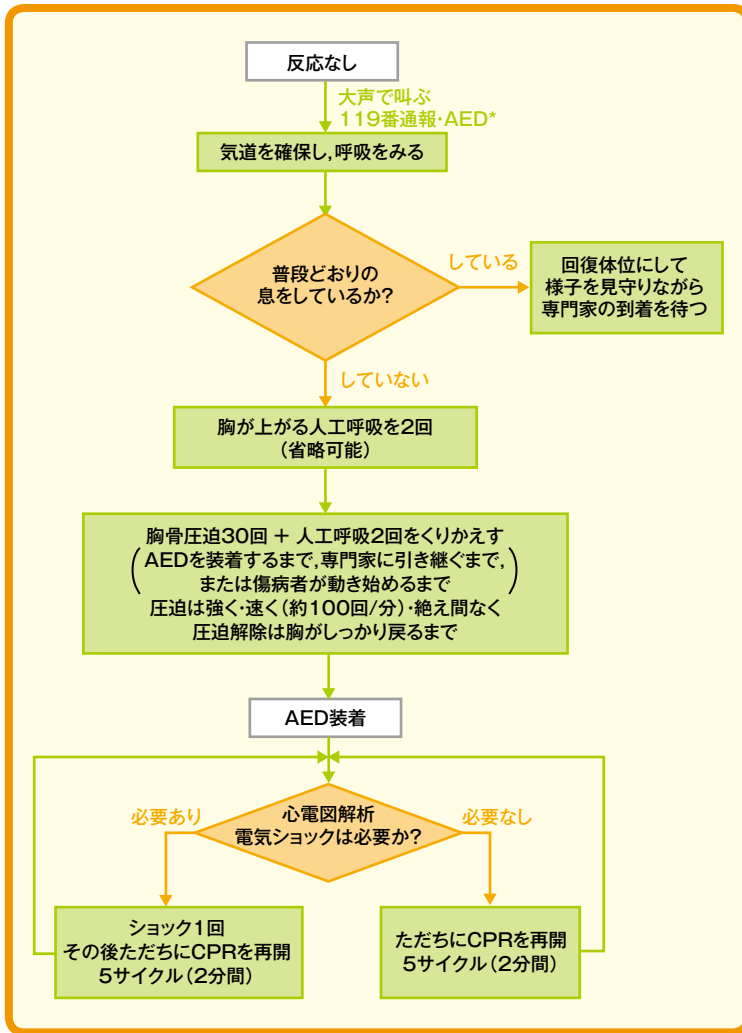 反応なし
大声で叫ぶ
119番通報・AED*
気道を確保し,呼吸をみる
普段どおりの
息をしているか?
している
回復体位にして
様子を見守りながら
専門家の到着を待つ
していない
胸が上がる人工呼吸を2回
(省略可能)
胸骨圧迫30回 + 人工呼吸2回をくりかえす
(AEDを装着するまで,専門家に引き継ぐまで,
または傷病者が動き始めるまで)
圧迫は強く・速く(約100回/分)・絶え間なく
圧迫解除は胸がしっかり戻るまで
AED装着
心電図解析
電気ショックは必要か?
必要あり
必要なし
ショック1回
その後ただちにCPRを再開
5サイクル(2分間)
ただちにCPRを再開
5サイクル(2分間)